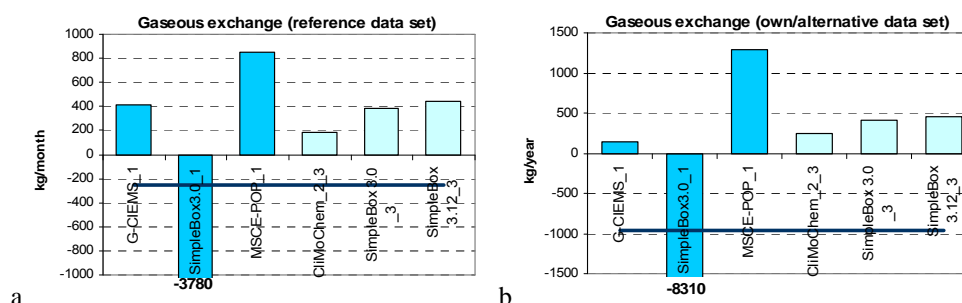 Gaseous exchange (reference data set)
1000
800
600
400
200
0
-200
-400
-600
-800
-1000
kg/month
G-CIEMS_1
SimpleBox3.0_1
MSCE-POP_1
CliMoChem_2_3
SimpleBox 3.0
_3
SimpleBox
3.12_3
-3780
a
Gaseous exchange (own/alternative data set)
1500
1000
500
0
-500
-1000
-1500
kg/year
G-CIEMS_1
SimpleBox3.0_1
MSCE-POP_1
CliMoChem_2_3
SimpleBox 3.0
_3
SimpleBox
3.12_3
-8310
b